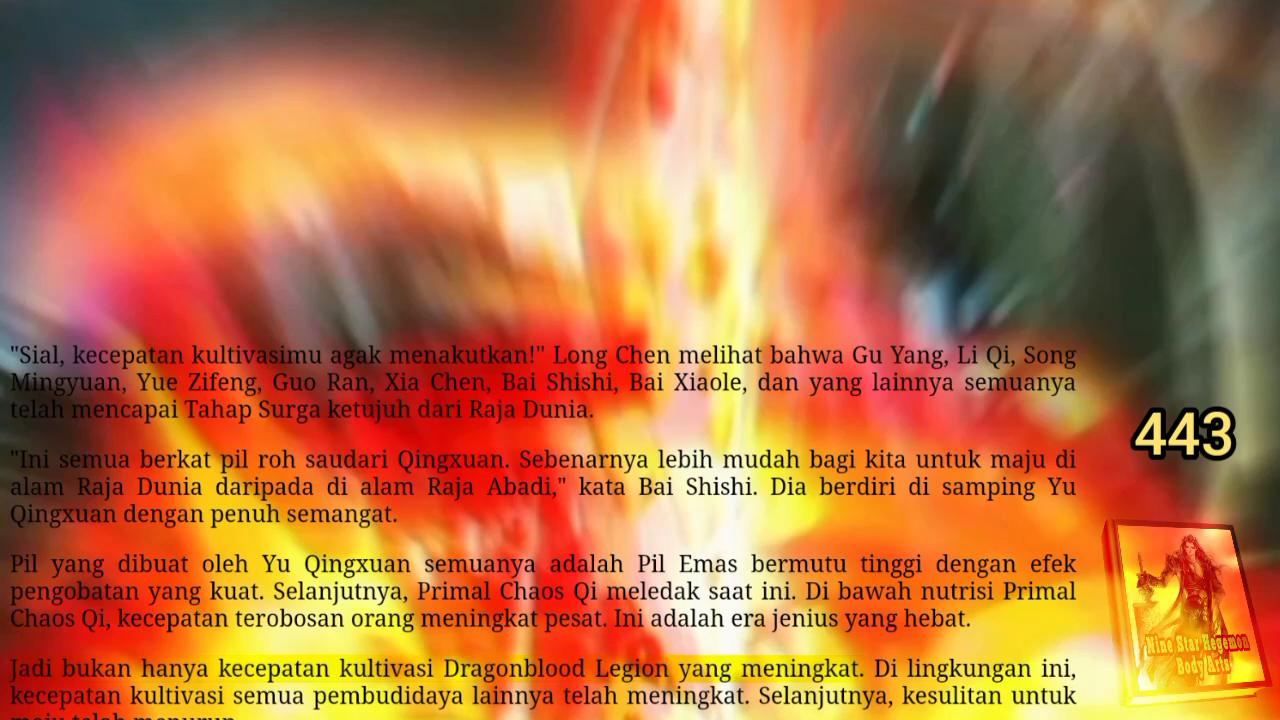 "Sial, kecepatan kultivasimu agak menakutkan!" Long Chen melihat bahwa Gu Yang, Li Qi, Song
Mingyuan, Yue Zifeng, Guo Ran, Xia Chen, Bai Shishi, Bai Xiaole, dan yang lainnya semuanya
telah mencapai Tahap Surga ketujuh dari Raja Dunia.
"Ini semua berkat pil roh saudari Qingxuan. Sebenarnya lebih mudah bagi kita untuk maju di
alam Raja Dunia daripada di alam Raja Abadi," kata Bai Shishi. Dia berdiri di samping Yu
Qingxuan dengan penuh semangat.
Pil yang dibuat oleh Yu Qingxuan semuanya adalah Pil Emas bermutu tinggi dengan efek
pengobatan yang kuat. Selanjutnya, Primal Chaos Qi meledak saat ini. Di bawah nutrisi Primal
Chaos Qi, kecepatan terobosan orang meningkat pesat. Ini adalah era jenius yang hebat.
Jadi bukan hanya kecepatan kultivasi Dragonblood Legion yang meningkat. Di lingkungan ini,
kecepatan kultivasi semua pembudidaya lainnya telah meningkat. Selanjutnya, kesulitan untuk
443
Nine Star Hegemon
Body Arts